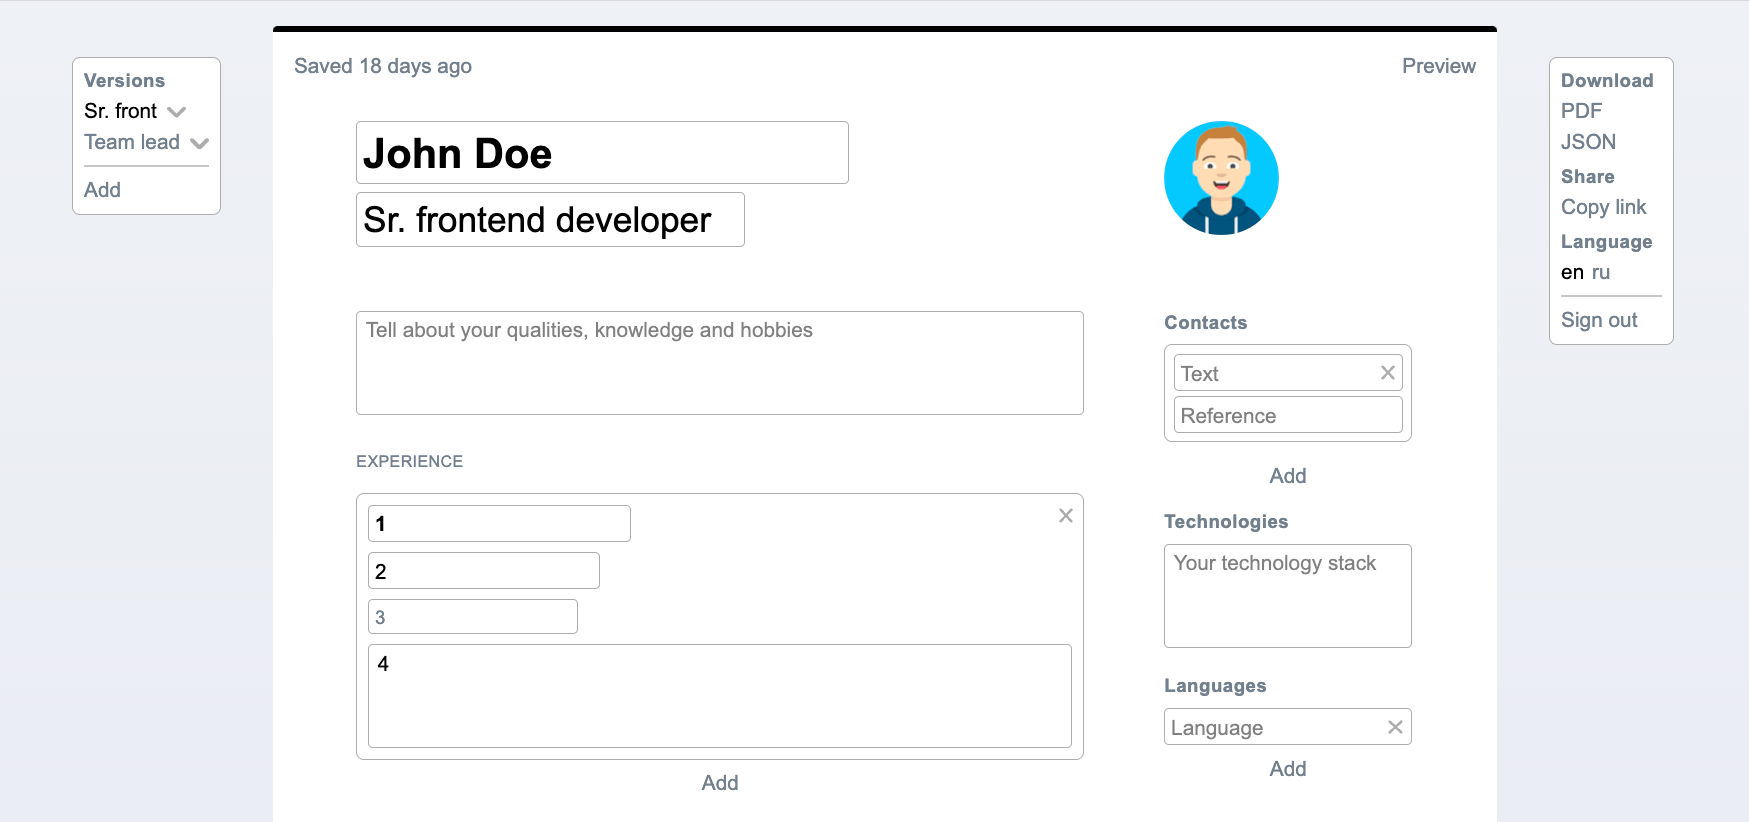 Versions
Sr. front
Team lead
Add
Saved 18 days ago
Preview
John Doe
Sr. frontend developer
Tell about your qualities, knowledge and hobbies
EXPERIENCE
1
2
3
4
Add
Contacts
Text
Reference
Add
Technologies
Your technology stack
Languages
Language
Add
Download
PDF
JSON
Share
Copy link
Language
en ru
Sign out